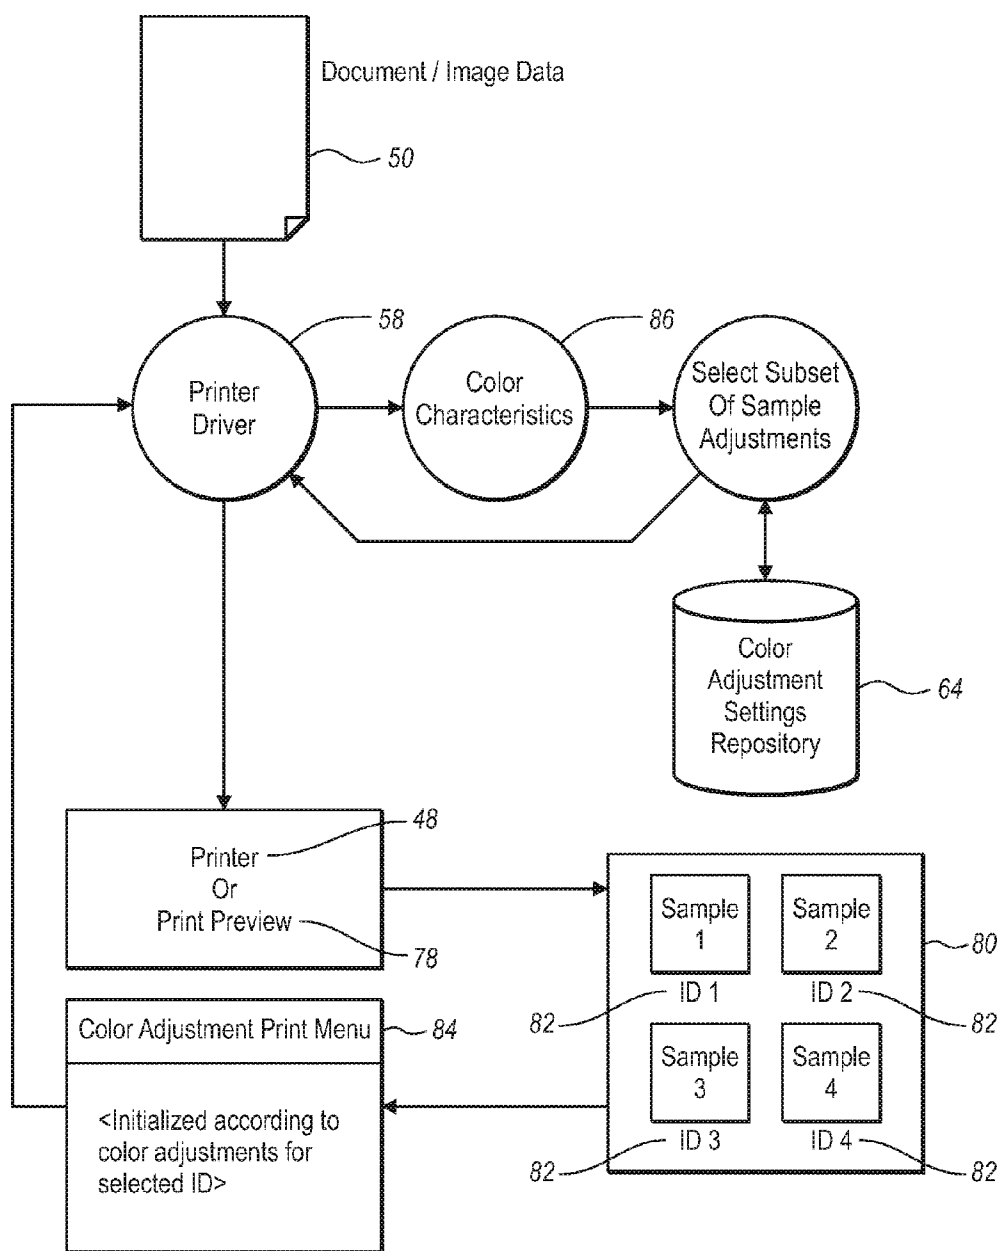 Document / Image Data
50
58
86
Printer
Driver
Color
Characteristics
Select Subset
Of Sample
Adjustments
Color
Adjustment
Settings
Repository
64
Printer
48
Or
Print Preview
78
Sample
1
Sample
2
80
ID 1
ID 2
82
82
Sample
3
Sample
4
ID 3
ID 4
82
82
Color Adjustment Print Menu
84
<Initialized according to
color adjustments for
selected ID>